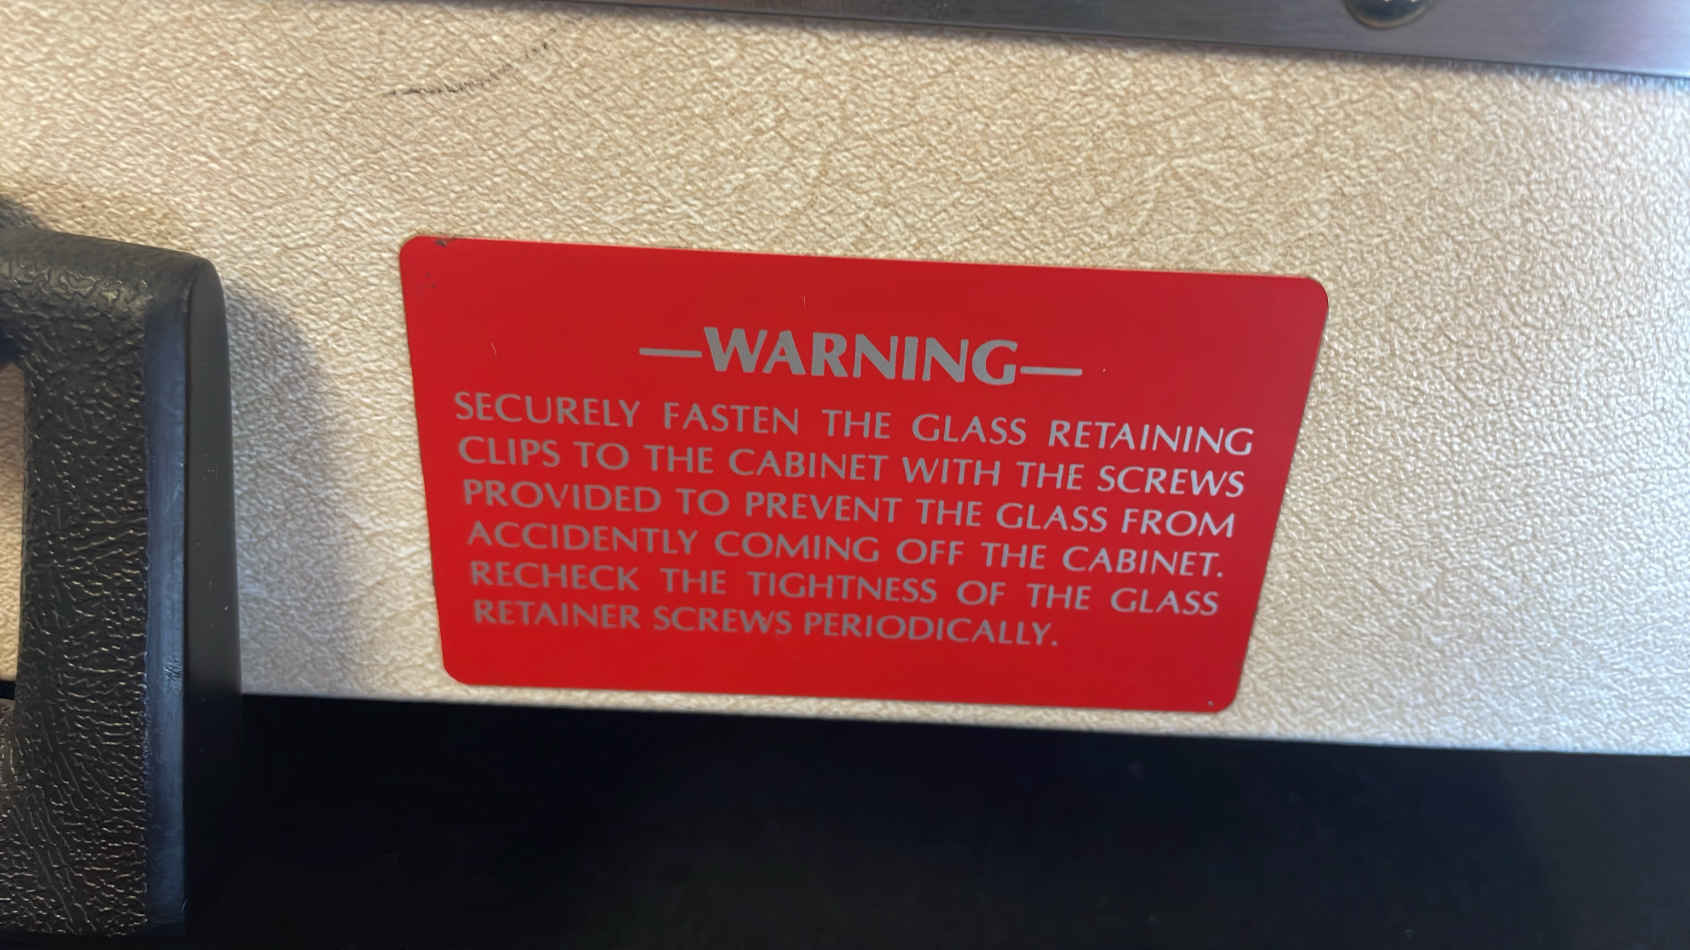 —WARNING—
SECURELY FASTEN THE GLASS RETAINING
CLIPS TO THE CABINET WITH THE SCREWS
PROVIDED TO PREVENT THE GLASS FROM
ACCIDENTLY COMING OFF THE CABINET.
RECHECK THE TIGHTNESS OF THE GLASS
RETAINER SCREWS PERIODICALLY.